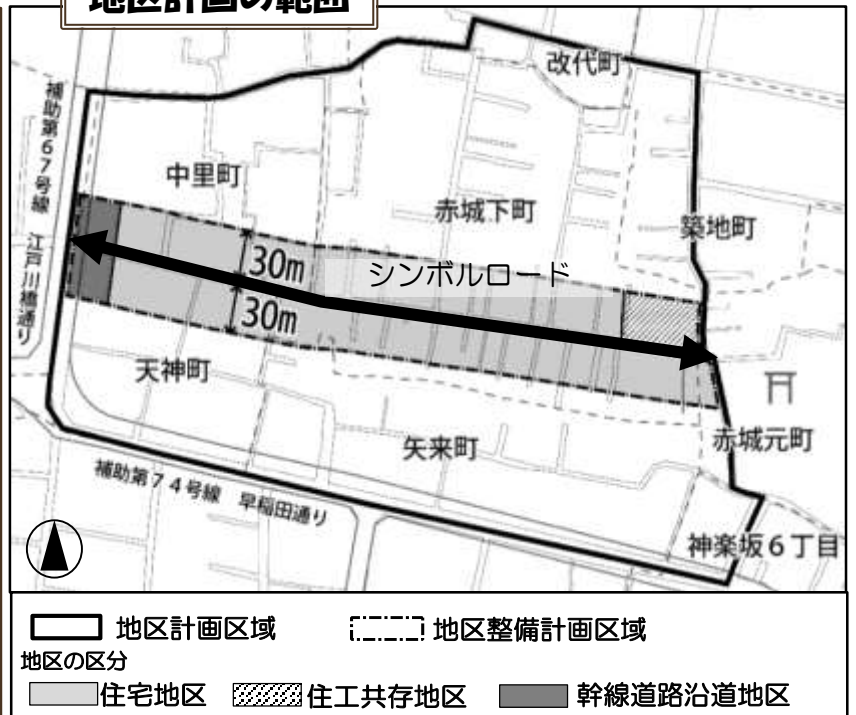 地区計画の範囲
改代町
補助第67号線 江戸川橋通り
中里町
赤城下町
築地町
30m
シンボルロード
30m
天神町
矢来町
赤城元町
補助第74号線 早稲田通り
神楽坂6丁目
地区計画区域
地区整備計画区域
地区の区分
住宅地区
住工共存地区
幹線道路沿道地区